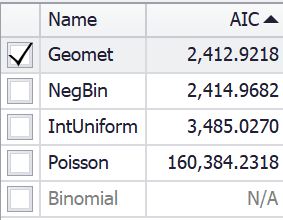 Name AIC
Geomet 2,412.9218
NegBin 2,414.9682
IntUniform 3,485.0270
Poisson 160,384.2318
Binomial N/A